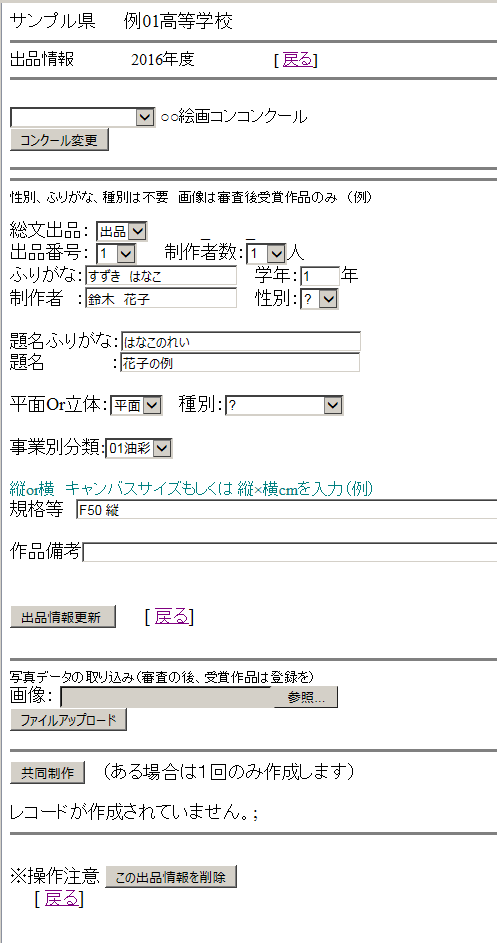 サンプル県 例01高等学校
出品情報 2016年度 [ 戻る]
○○絵画コンコンクール
コンクール変更
性別、ふりがな、種別は不要 画像は審査後受賞作品のみ （例）
総文出品： 出品
出品番号： 1 制作者数： 1 人
ふりがな： すずき はなこ 学年： 1 年
制作者 ： 鈴木 花子 性別： ?
題名ふりがな： はなこのれい
題名 ： 花子の例
平面Or立体： 平面 種別： ?
事業別分類： 01油彩
縦or横 キャンバスサイズもしくは 縦×横cmを入力（例）
規格等 F50 縦
作品備考
出品情報更新 [ 戻る]
写真データの取り込み（審査の後、受賞作品は登録を）
画像： 参照...
ファイルアップロード
共同制作 （ある場合は１回のみ作成します）
レコードが作成されていません。;
※操作注意 この出品情報を削除
[ 戻る]